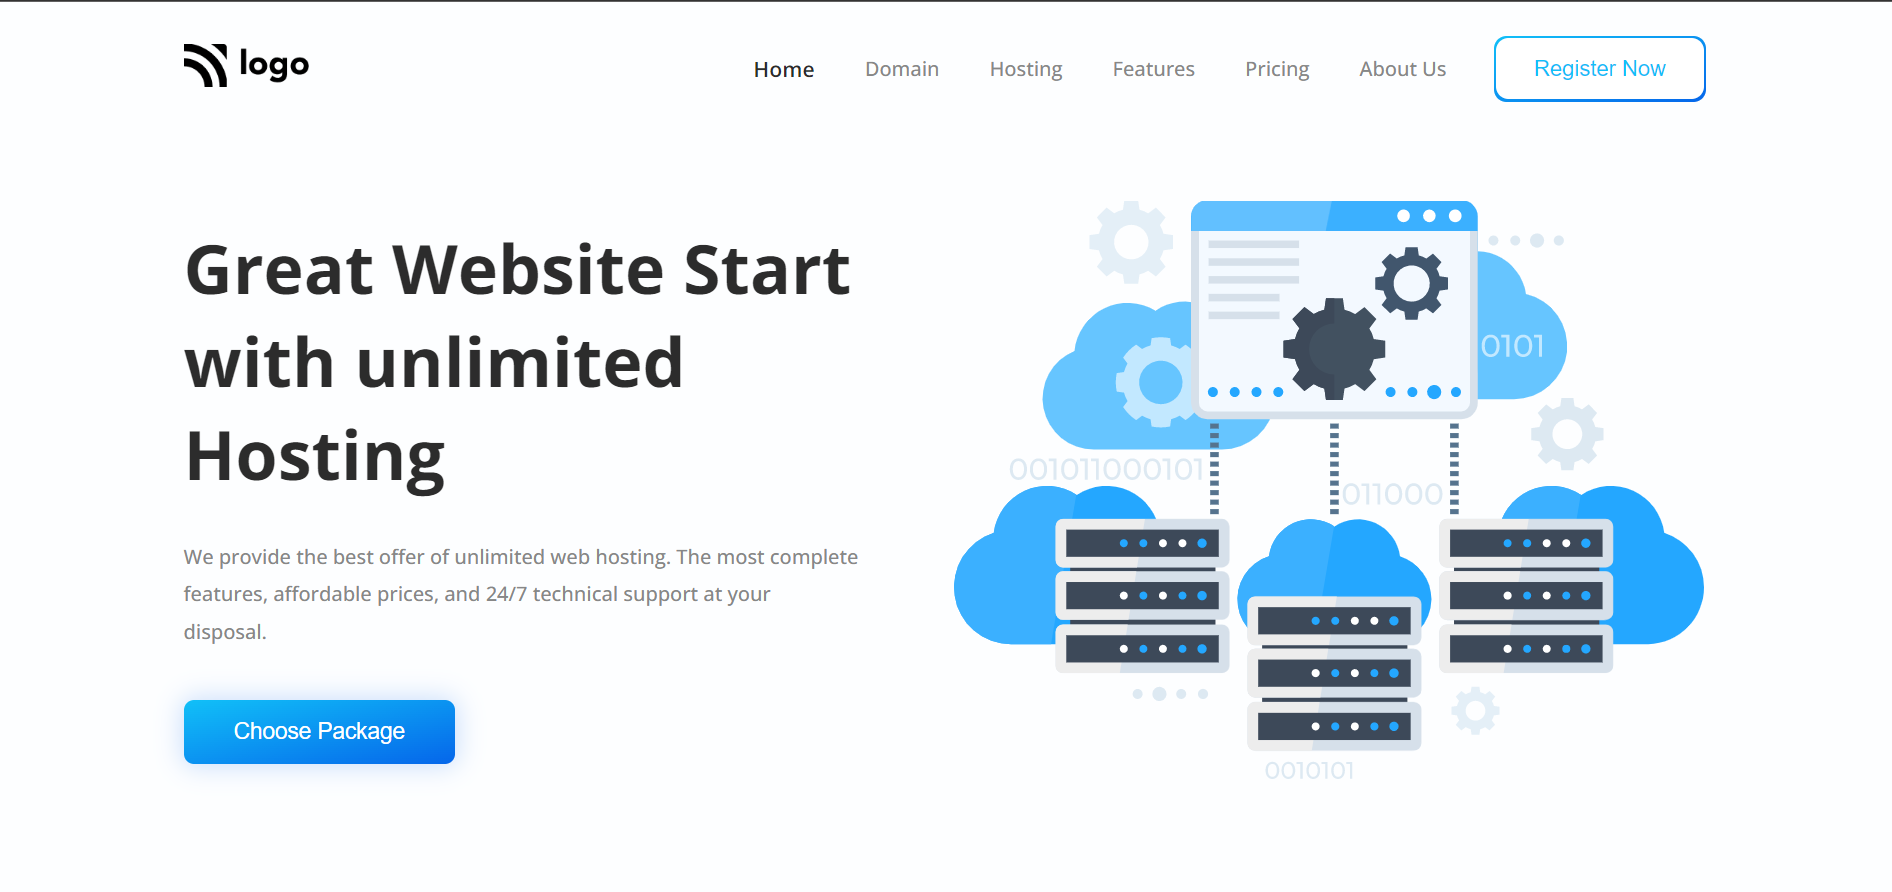 logo
Home Domain Hosting Features Pricing About Us Register Now
Great Website Start
with unlimited
Hosting
We provide the best offer of unlimited web hosting. The most complete
features, affordable prices, and 24/7 technical support at your
disposal.
Choose Package
0101
001011000101
011000
0010101